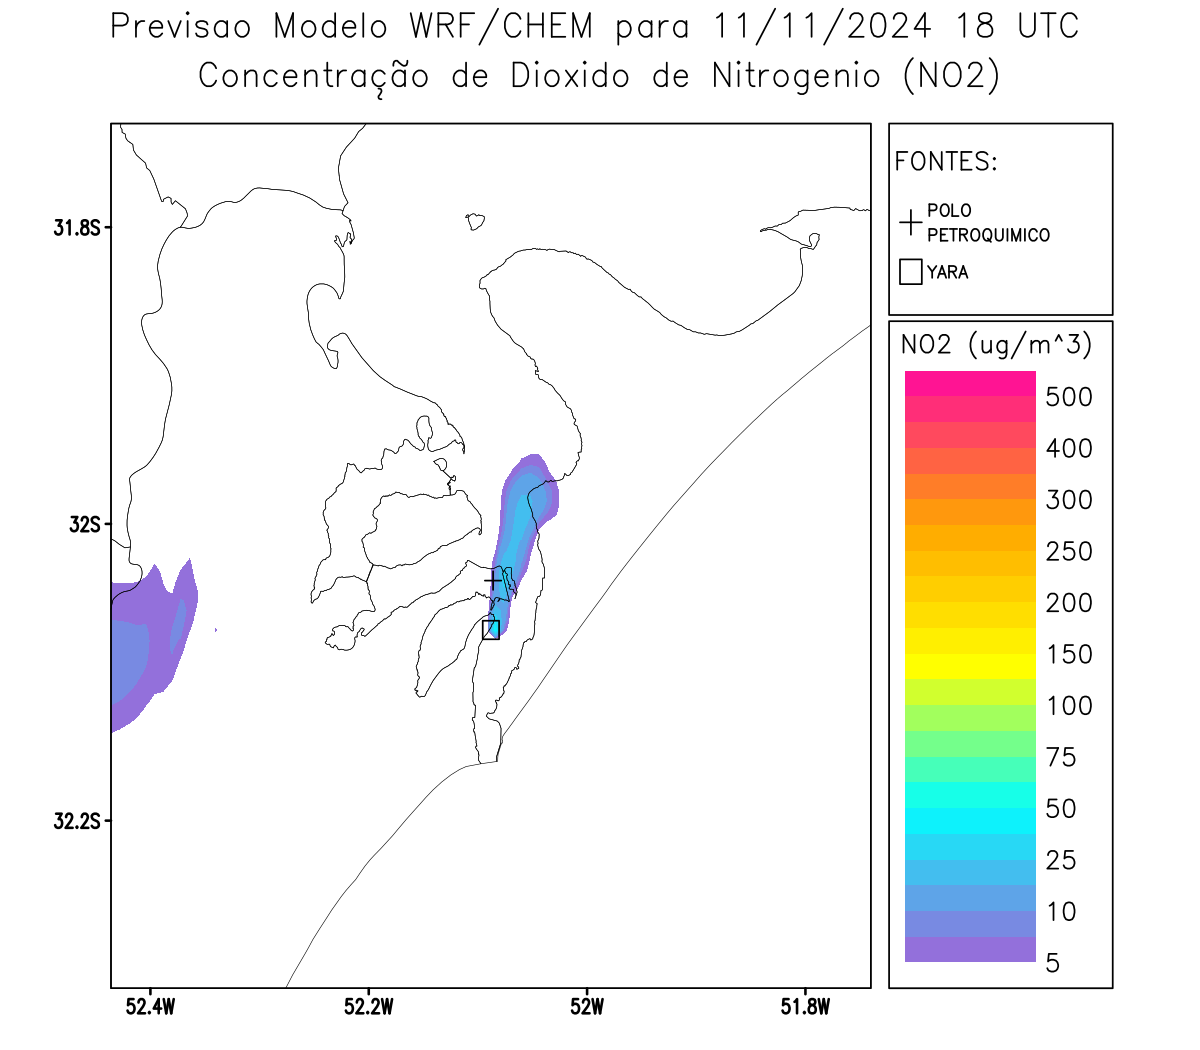 Previsao Modelo WRF/CHEM para 11/11/2024 18 UTC
Concentração de Dioxido de Nitrogenio (NO2)
FONTES:
POLO
PETROQUIMICO
YARA
NO2 (ug/m^3)
500
400
300
250
200
150
100
75
50
25
10
5
31.8S
32S
32.2S
52.4W
52.2W
52W
51.8W